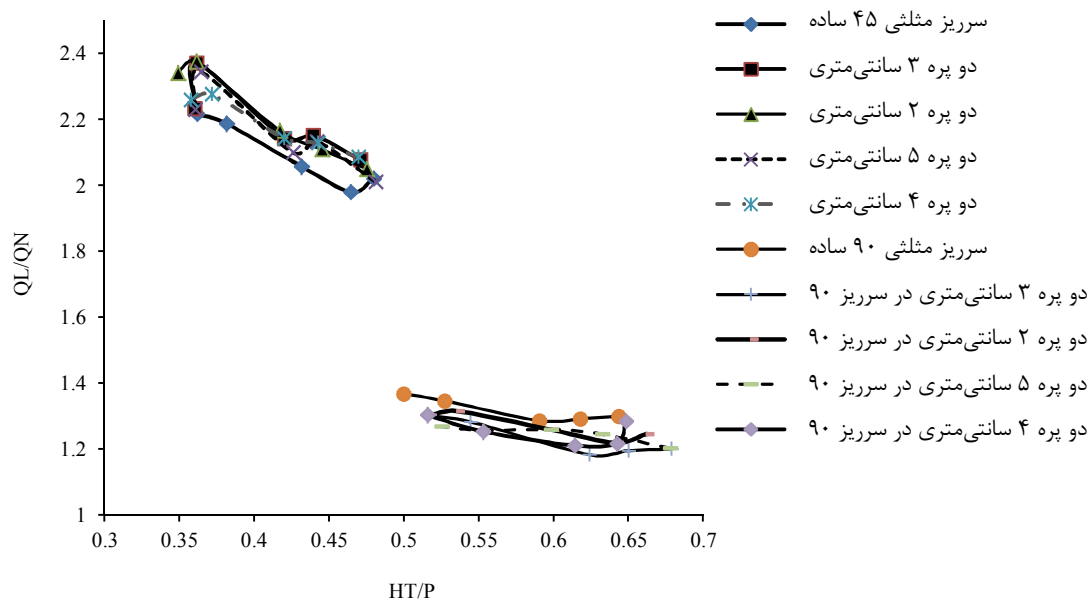 2.4
2.2
2
1.8
1.6
1.4
1.2
1
QL/QN
0.3 0.35 0.4 0.45 0.5 0.55 0.6 0.65 0.7
HT/P
سرریز مثلثی ۴۵ ساده
دو پره ۳ سانتی‌متری
دو پره ۲ سانتی‌متری
دو پره ۵ سانتی‌متری
دو پره ۴ سانتی‌متری
سرریز مثلثی ۹۰ ساده
دو پره ۳ سانتی‌متری در سرریز ۹۰
دو پره ۲ سانتی‌متری در سرریز ۹۰
دو پره ۵ سانتی‌متری در سرریز ۹۰
دو پره ۴ سانتی‌متری در سرریز ۹۰